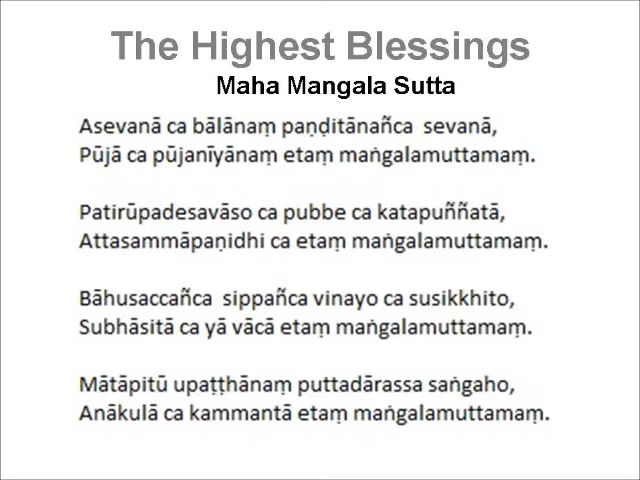 The Highest Blessings
Maha Mangala Sutta
Asevanā ca bālānaṃ paṇḍitānañca sevanā,
Pūjā ca pūjanīyānaṃ etaṃ maṅgalamuttamaṃ.
Patirūpadesavāso ca pubbe ca katapuññatā,
Attasammāpaṇidhi ca etaṃ maṅgalamuttamaṃ.
Bāhusaccañca sippañca vinayo ca susikkhito,
Subhāsitā ca yā vācā etaṃ maṅgalamuttamaṃ.
Mātāpitū upaṭṭhānaṃ puttadārassa saṅgaho,
Anākulā ca kammantā etaṃ maṅgalamuttamaṃ.